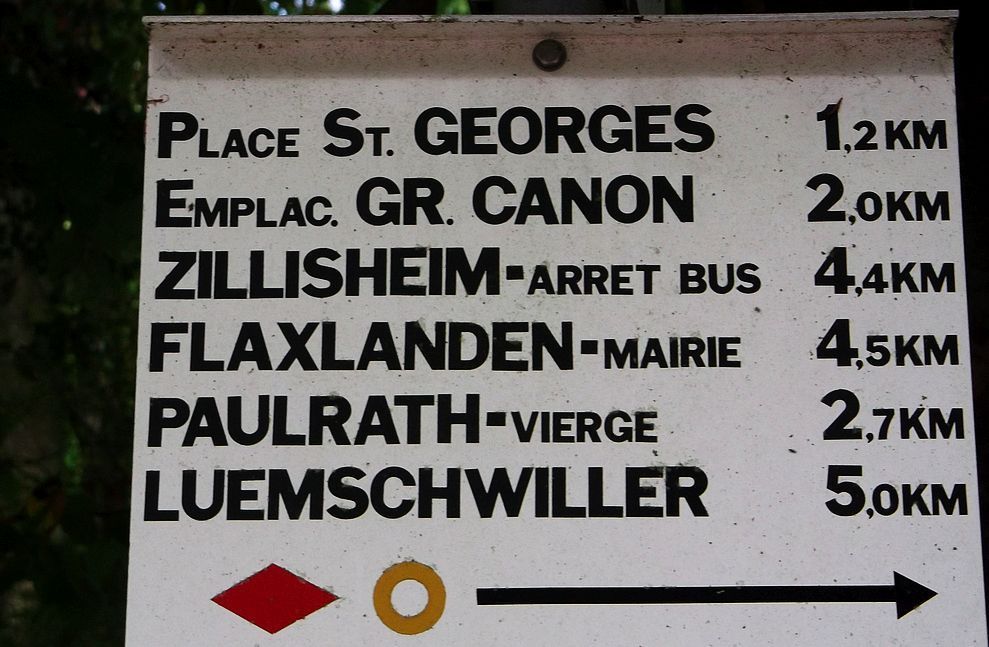 PLACE ST. GEORGES 1,2 KM
EMPLAC. GR. CANON 2,0 KM
ZILLISHEIM-ARRET BUS 4,4 KM
FLAXLANDEN-MAIRIE 4,5 KM
PAULRATH-VIERGE 2,7 KM
LUEMSCHWILLER 5,0 KM